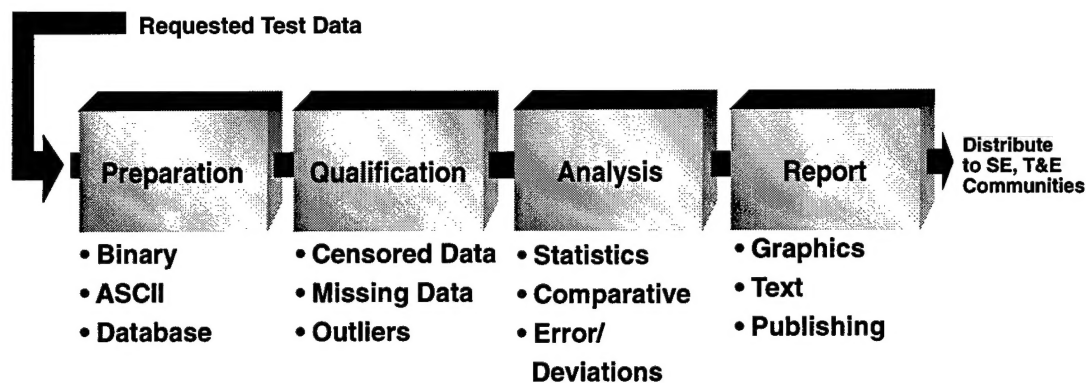 Requested Test Data
Preparation
Qualification
Analysis
Report
Distribute
to SE, T&E
Communities
• Binary
• ASCII
• Database
• Censored Data
• Missing Data
• Outliers
• Statistics
• Comparative
• Error/
Deviations
• Graphics
• Text
• Publishing